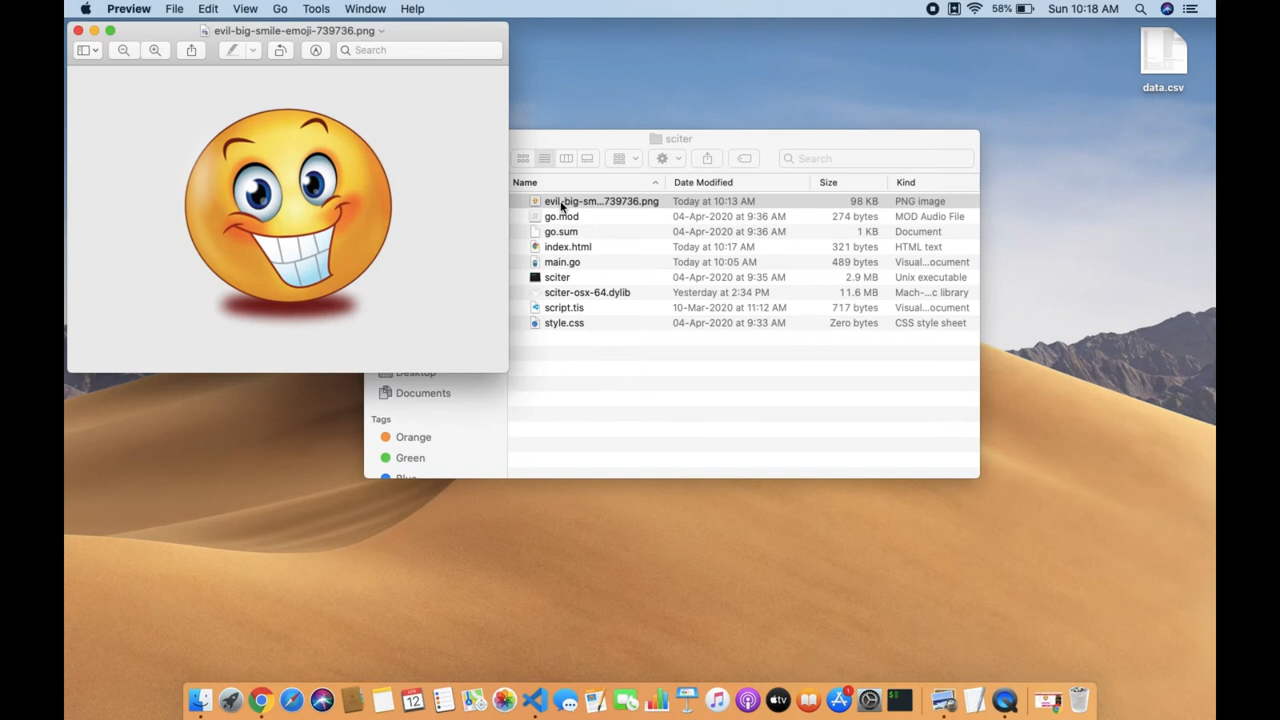 Preview File Edit View Go Tools Window Help 58% Sun 10:18 AM
evil-big-smile-emoji-739736.png
Search
data.csv
sciter
Search
Name Date Modified Size Kind
evil-big-sm...739736.png Today at 10:13 AM 98 KB PNG image
go.mod 04-Apr-2020 at 9:36 AM 274 bytes MOD Audio File
go.sum 04-Apr-2020 at 9:36 AM 1 KB Document
index.html Today at 10:17 AM 321 bytes HTML text
main.go Today at 10:05 AM 489 bytes Visual...ocument
sciter 04-Apr-2020 at 9:35 AM 2.9 MB Unix executable
sciter-osx-64.dylib Yesterday at 2:34 PM 11.6 MB Mach-...c library
script.tis 10-Mar-2020 at 11:12 AM 717 bytes Visual...ocument
style.css 04-Apr-2020 at 9:33 AM Zero bytes CSS style sheet
Desktop
Documents
Tags
Orange
Green
Blue
APR
12
tv
1
$